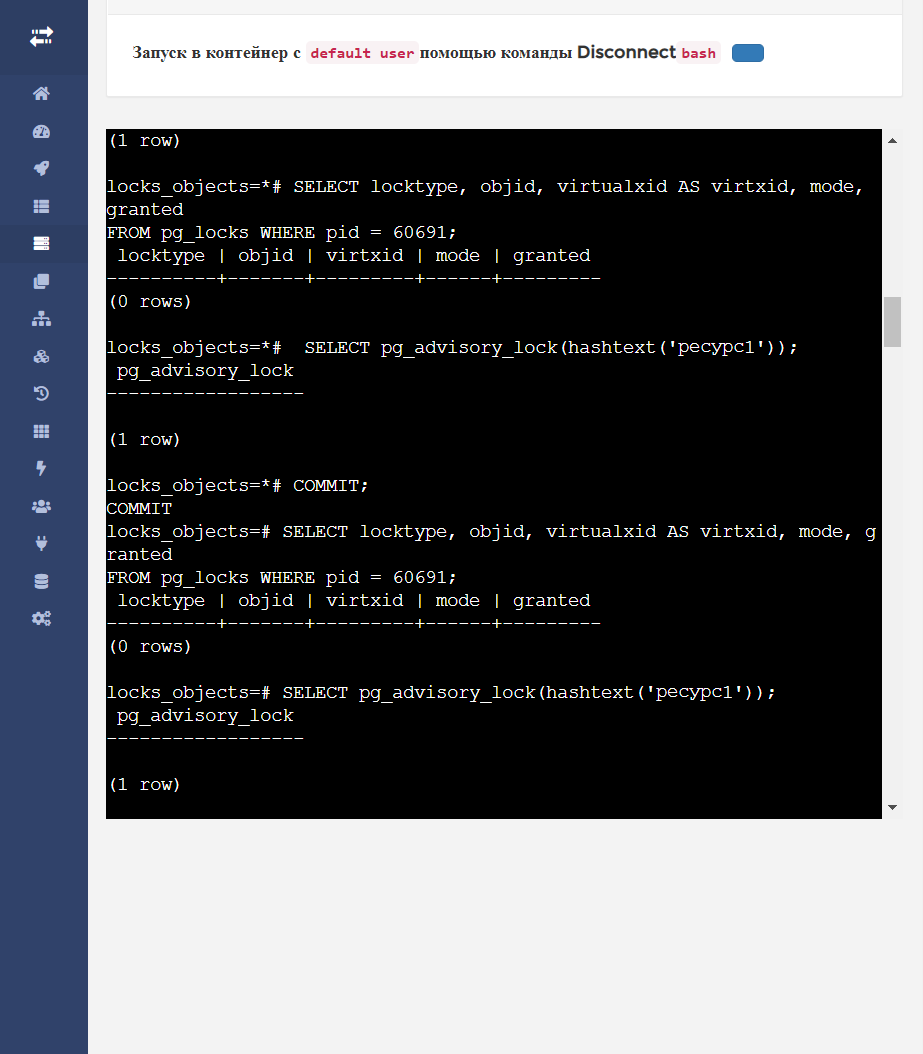 Запуск в контейнер с default user помощью команды Disconnect bash
(1 row)
locks_objects=*# SELECT locktype, objid, virtualxid AS virtxid, mode,
granted
FROM pg_locks WHERE pid = 60691;
locktype | objid | virtxid | mode | granted
----------+-------+---------+------+---------
(0 rows)
locks_objects=*#  SELECT pg_advisory_lock(hashtext('ресурс1'));
pg_advisory_lock
------------------
(1 row)
locks_objects=*# COMMIT;
COMMIT
locks_objects=# SELECT locktype, objid, virtualxid AS virtxid, mode, g
ranted
FROM pg_locks WHERE pid = 60691;
locktype | objid | virtxid | mode | granted
----------+-------+---------+------+---------
(0 rows)
locks_objects=# SELECT pg_advisory_lock(hashtext('ресурс1'));
pg_advisory_lock
------------------
(1 row)